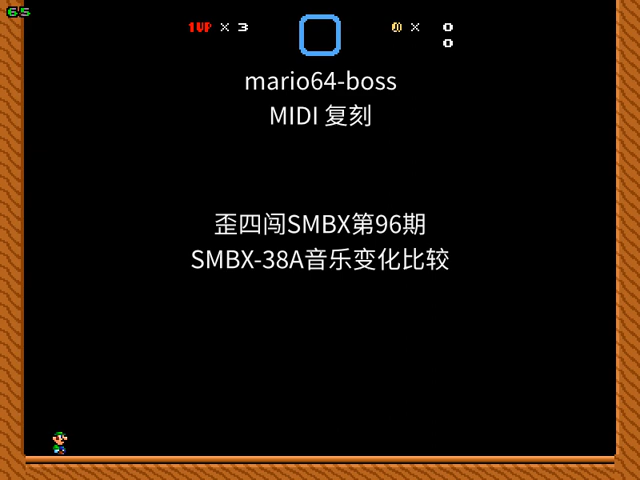 65
1UP × 3
× 0
0
mario64-boss
MIDI 复刻
歪四闯SMBX第96期
SMBX-38A音乐变化比较